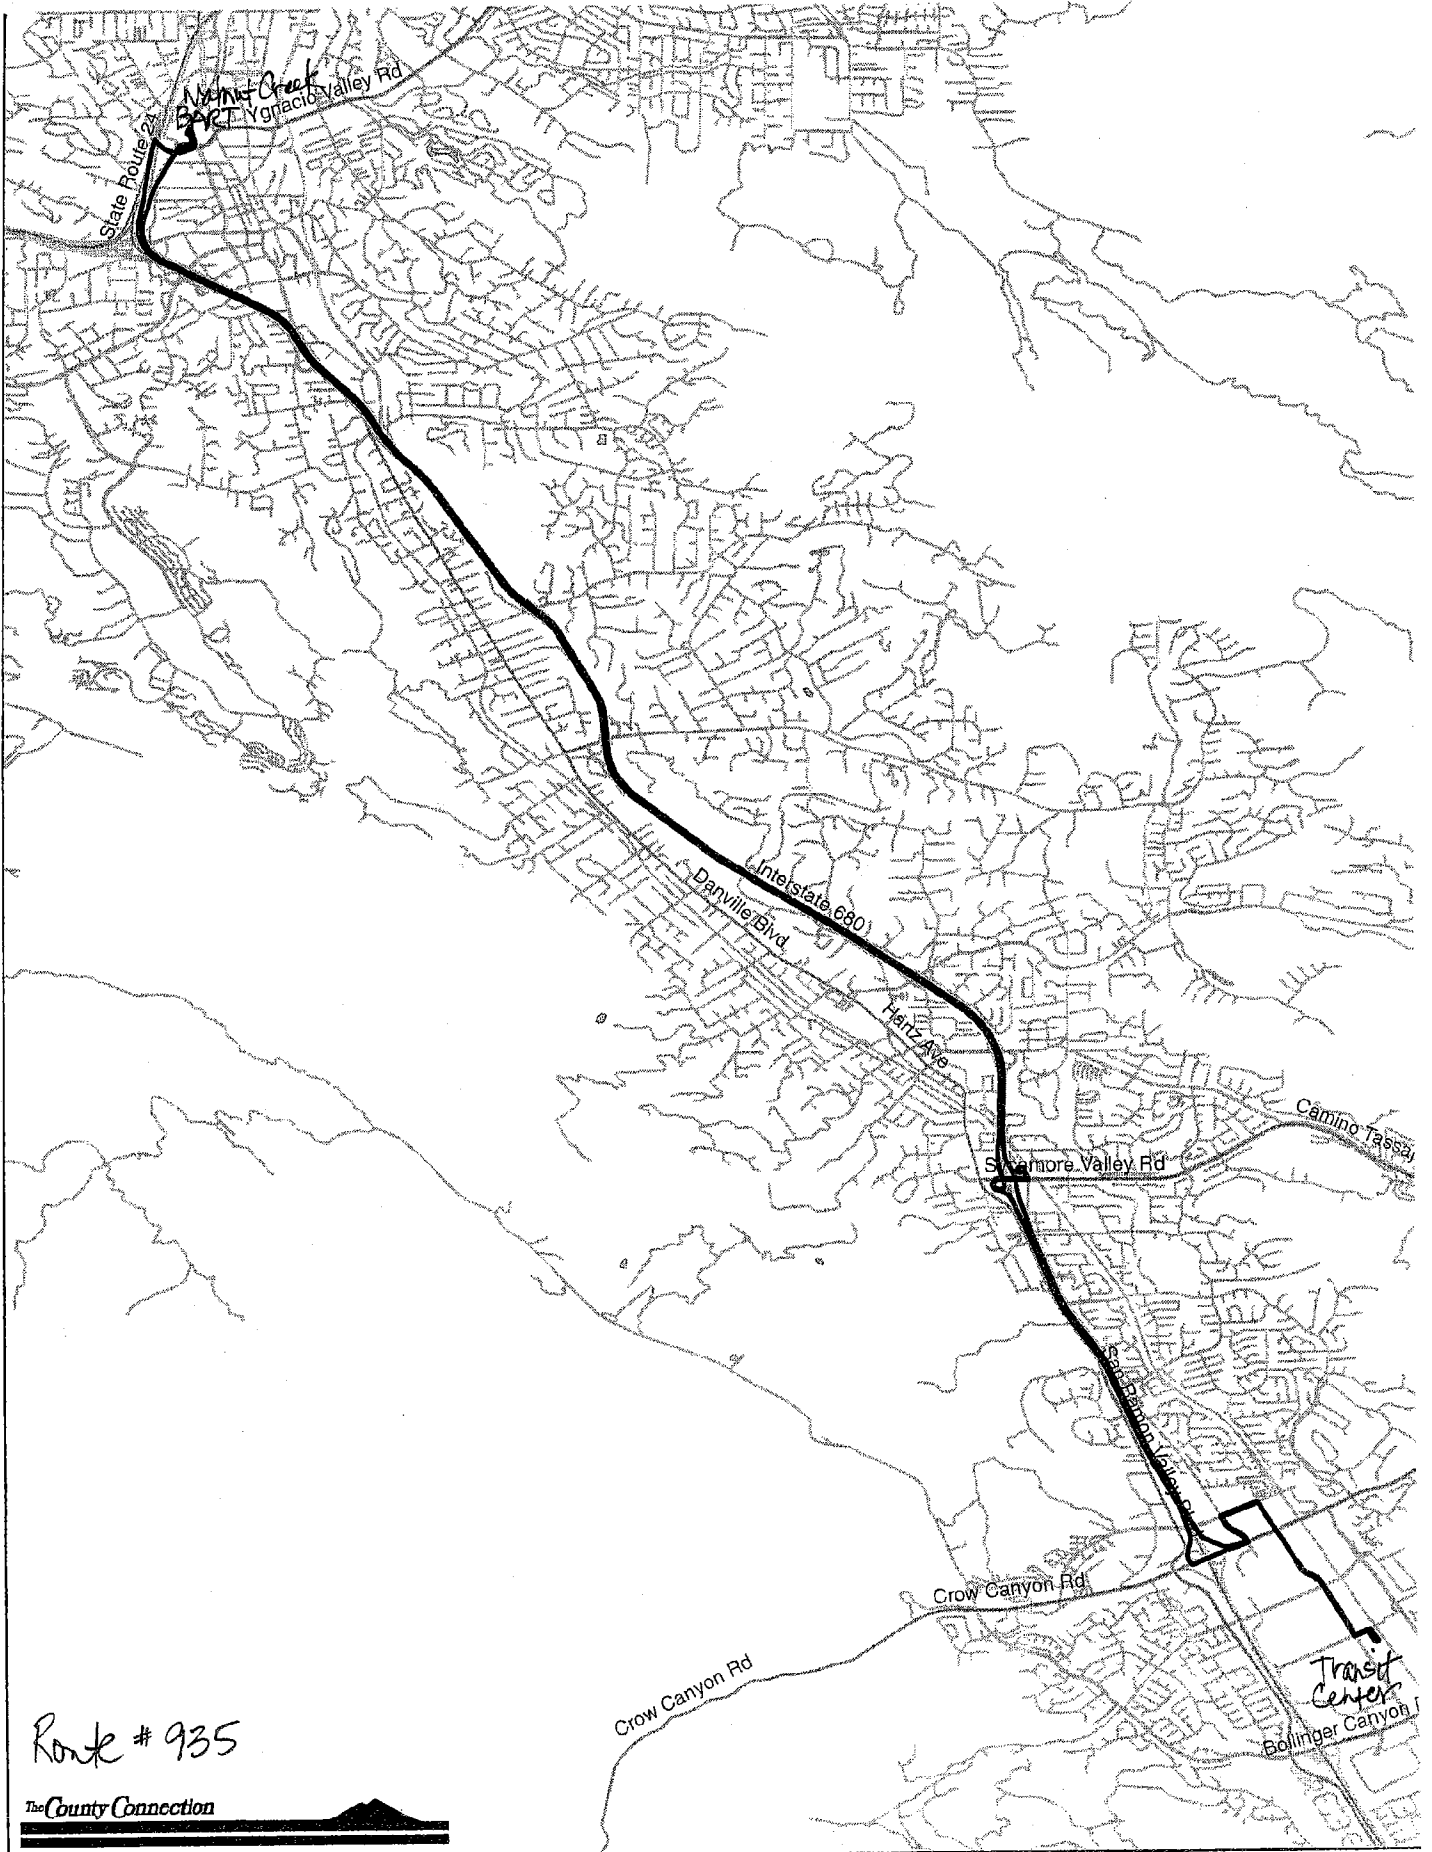 Walnut Creek
BART
Ygnacio Valley Rd
State Route 24
Interstate 680
Danville Blvd
Hartz Ave
Camino Tassaj
Sycamore Valley Rd
San Ramon Valley Blvd
Crow Canyon Rd
Crow Canyon Rd
Transit
Center
Bollinger Canyon R
Route # 935
The County Connection